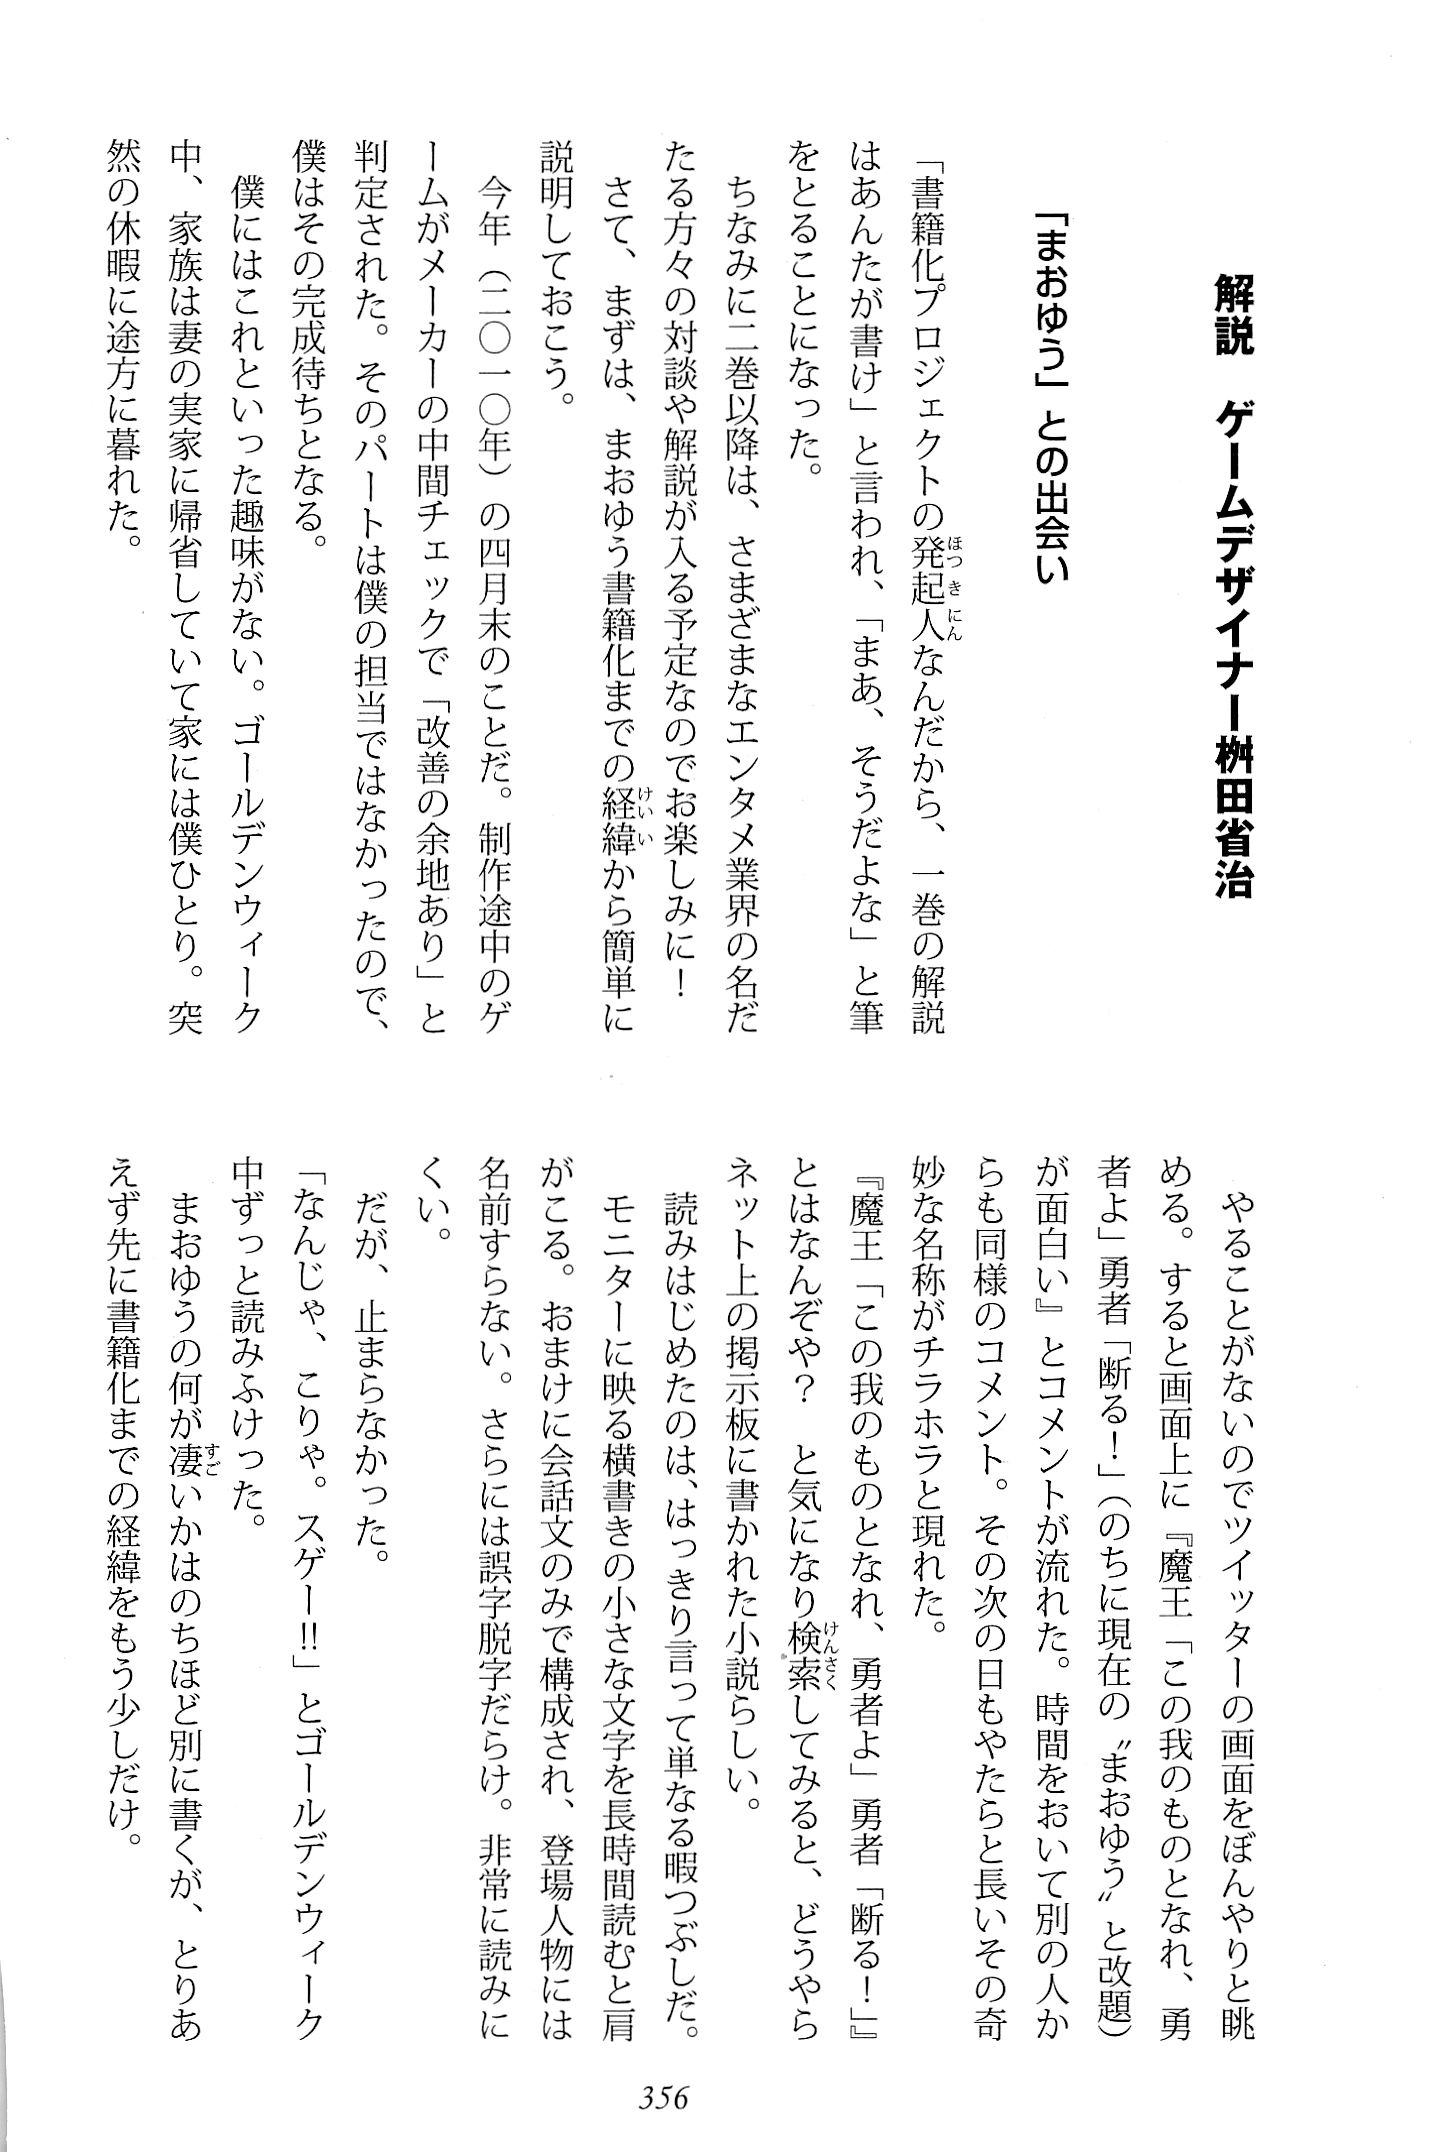 解説　ゲームデザイナー桝田省治
「まおゆう」との出会い
「書籍化プロジェクトの発起人なんだから、一巻の解説
はあんたが書け」と言われ、「まあ、そうだよな」と筆
をとることになった。
　ちなみに二巻以降は、さまざまなエンタメ業界の名だ
たる方々の対談や解説が入る予定なのでお楽しみに！
　さて、まずは、まおゆう書籍化までの経緯から簡単に
説明しておこう。
　今年（二〇一〇年）の四月末のことだ。制作途中のゲ
ームがメーカーの中間チェックで「改善の余地あり」と
判定された。そのパートは僕の担当ではなかったので、
僕はその完成待ちとなる。
　僕にはこれといった趣味がない。ゴールデンウィーク
中、家族は妻の実家に帰省していて家には僕ひとり。突
然の休暇に途方に暮れた。
　やることがないのでツイッターの画面をぼんやりと眺
める。すると画面上に『魔王「この我のものとなれ、勇
者よ」勇者「断る！」（のちに現在の〝まおゆう〟と改題）
が面白い』とコメントが流れた。時間をおいて別の人か
らも同様のコメント。その次の日もやたらと長いその奇
妙な名称がチラホラと現れた。
『魔王「この我のものとなれ、勇者よ」勇者「断る！」』
とはなんぞや？　と気になり検索してみると、どうやら
ネット上の掲示板に書かれた小説らしい。
　読みはじめたのは、はっきり言って単なる暇つぶしだ。
　モニターに映る横書きの小さな文字を長時間読むと肩
がこる。おまけに会話文のみで構成され、登場人物には
名前すらない。さらには誤字脱字だらけ。非常に読みに
くい。
　だが、止まらなかった。
「なんじゃ、こりゃ。スゲー!!」とゴールデンウィーク
中ずっと読みふけった。
　まおゆうの何が凄いかはのちほど別に書くが、とりあ
えず先に書籍化までの経緯をもう少しだけ。
356